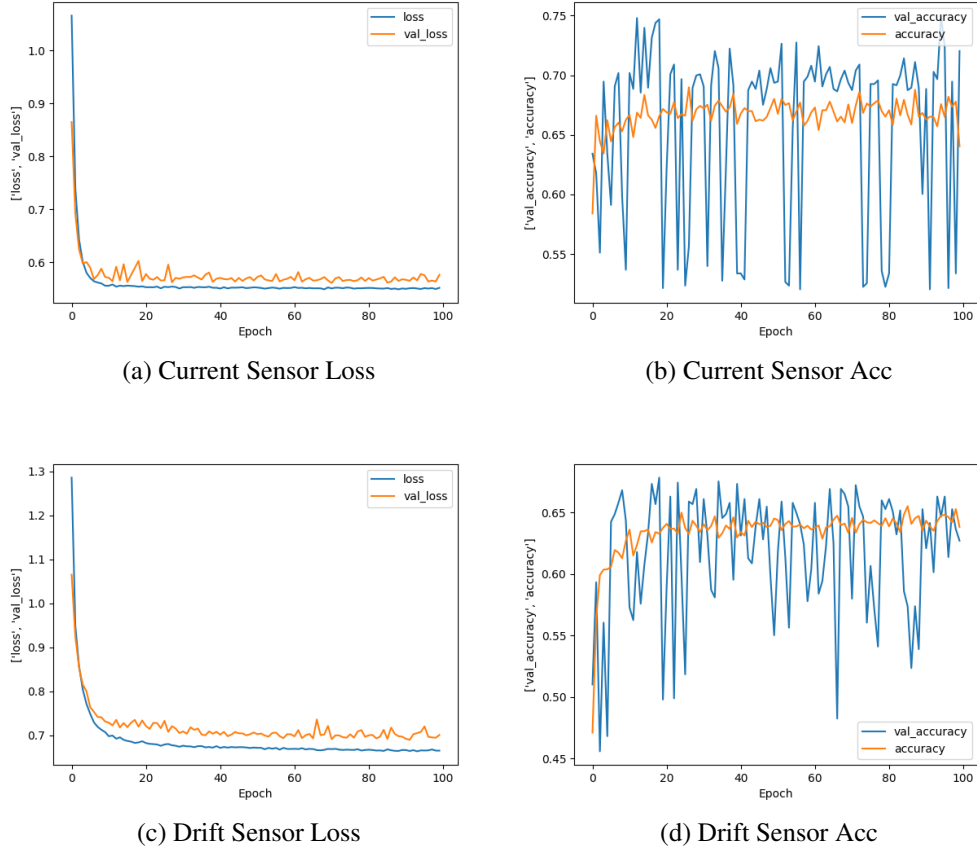 loss
val_loss
1.0
0.9
0.8
0.7
0.6
['loss', 'val_loss']
0 20 40 60 80 100
Epoch
(a) Current Sensor Loss
val_accuracy
accuracy
0.75
0.70
0.65
0.60
0.55
['val_accuracy', 'accuracy']
0 20 40 60 80 100
Epoch
(b) Current Sensor Acc
loss
val_loss
1.3
1.2
1.1
1.0
0.9
0.8
0.7
['loss', 'val_loss']
0 20 40 60 80 100
Epoch
(c) Drift Sensor Loss
0.65
0.60
0.55
0.50
0.45
['val_accuracy', 'accuracy']
val_accuracy
accuracy
0 20 40 60 80 100
Epoch
(d) Drift Sensor Acc